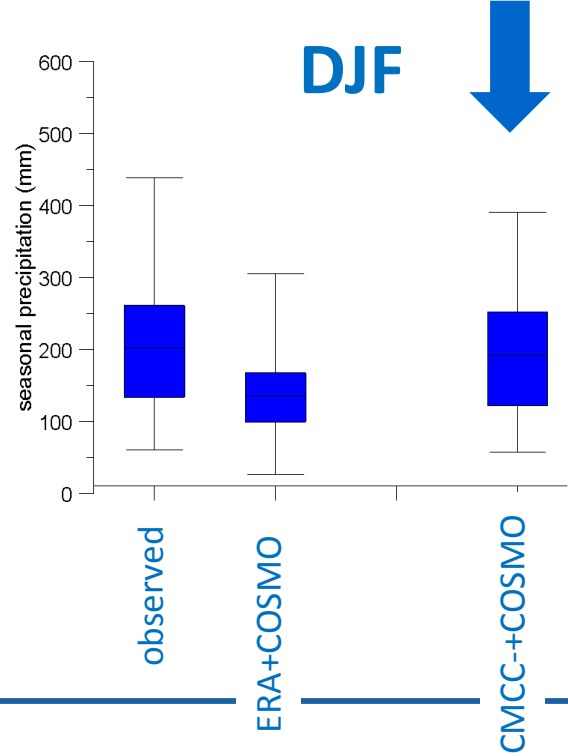 DJF
600
500
400
300
200
100
0
seasonal precipitation (mm)
observed
ERA+COSMO
CMCC-+COSMO